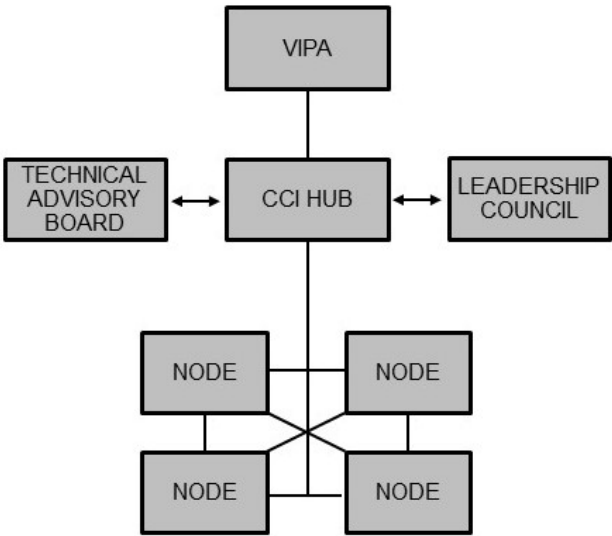 VIPA
TECHNICAL
ADVISORY
BOARD
CCI HUB
LEADERSHIP
COUNCIL
NODE
NODE
NODE
NODE